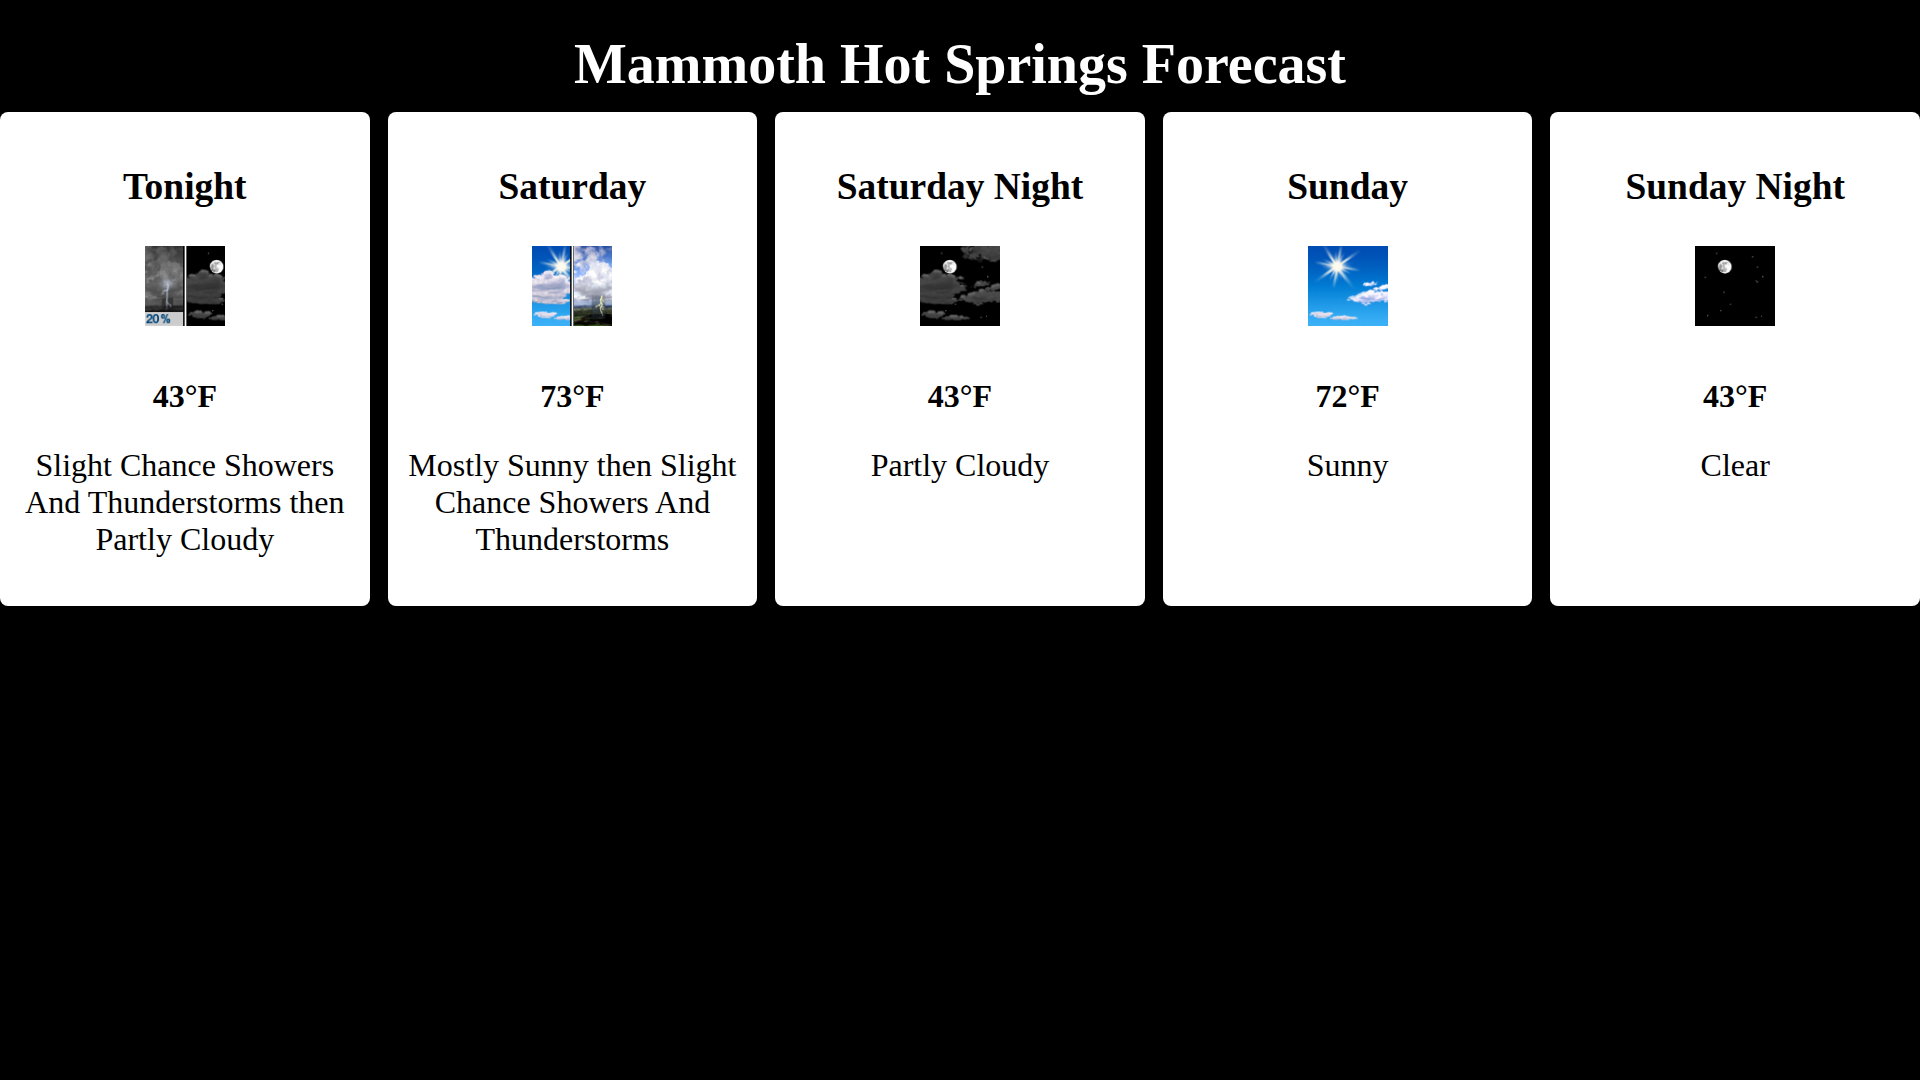 Mammoth Hot Springs Forecast
Tonight
20%
43°F
Slight Chance Showers
And Thunderstorms then
Partly Cloudy
Saturday
73°F
Mostly Sunny then Slight
Chance Showers And
Thunderstorms
Saturday Night
43°F
Partly Cloudy
Sunday
72°F
Sunny
Sunday Night
43°F
Clear